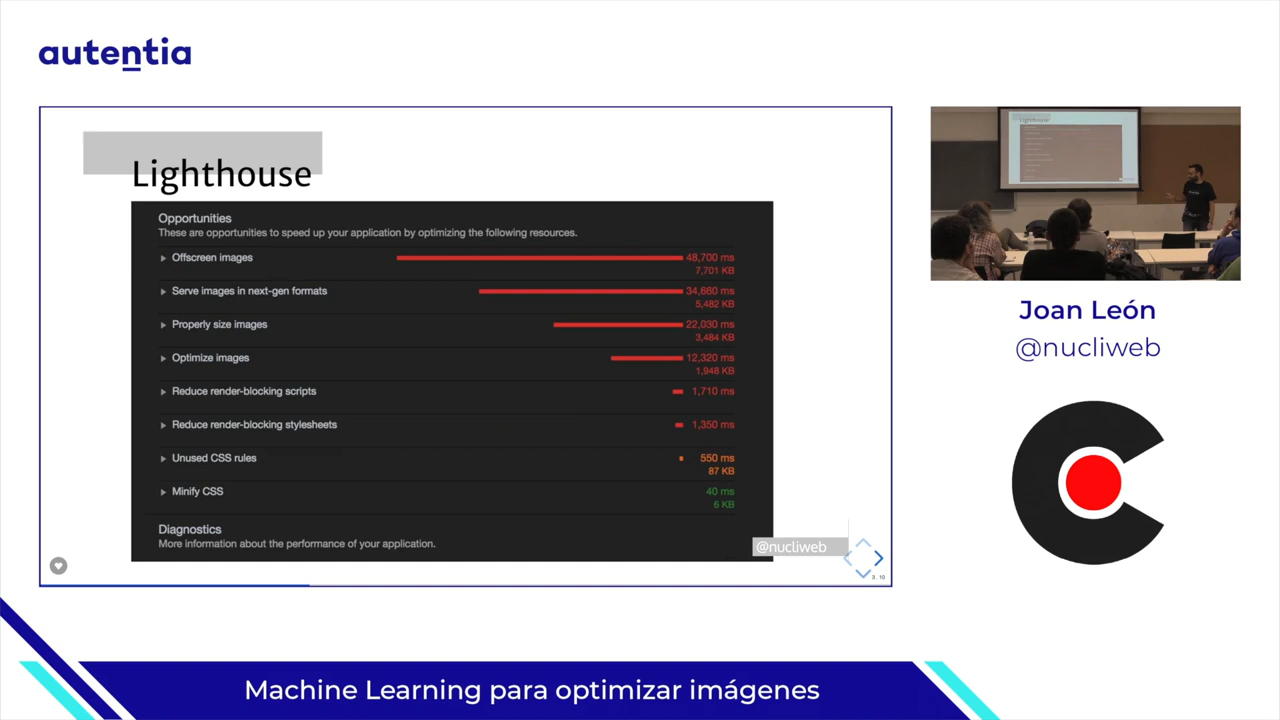 autentia
Lighthouse
Opportunities
These are opportunities to speed up your application by optimizing the following resources.
Offscreen images 48,700 ms
7,701 KB
Serve images in next-gen formats 34,660 ms
5,482 KB
Properly size images 22,030 ms
3,484 KB
Optimize images 12,320 ms
1,948 KB
Reduce render-blocking scripts 1,710 ms
Reduce render-blocking stylesheets 1,350 ms
Unused CSS rules 550 ms
87 KB
Minify CSS 40 ms
6 KB
Diagnostics
More information about the performance of your application.
@nucliweb
3.10
Lighthouse
Joan León
@nucliweb
Machine Learning para optimizar imágenes